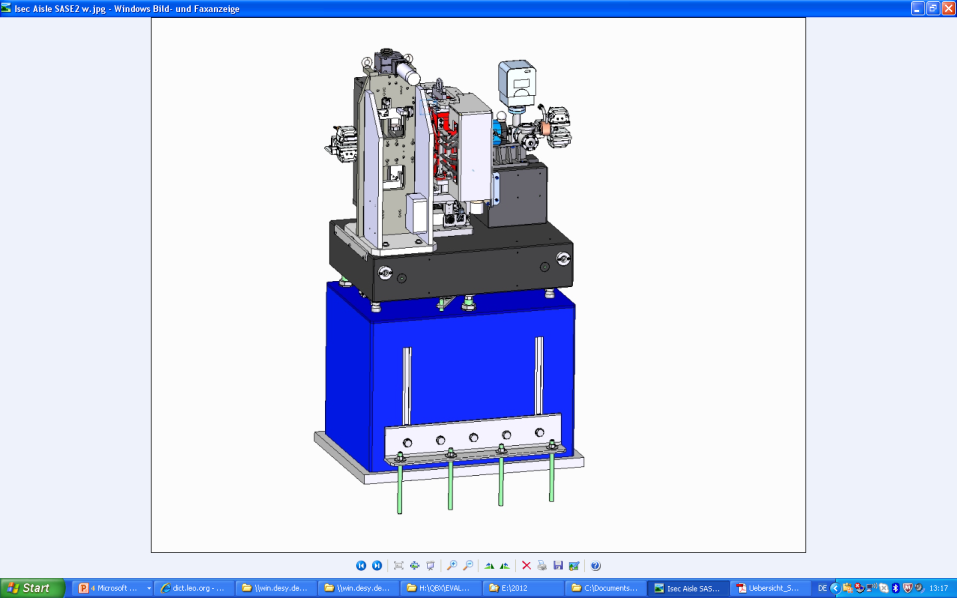 Isec Aisle SASE2 w.jpg - Windows Bild- und Faxanzeige
Start
4 Microsoft ...
dict.leo.org - ...
\\win.desy.de...
\\win.desy.de...
H:\Q6X\EVAL...
E:\2012
C:\Documents...
Isec Aisle SAS...
Uebersicht_S...
DE
13:17